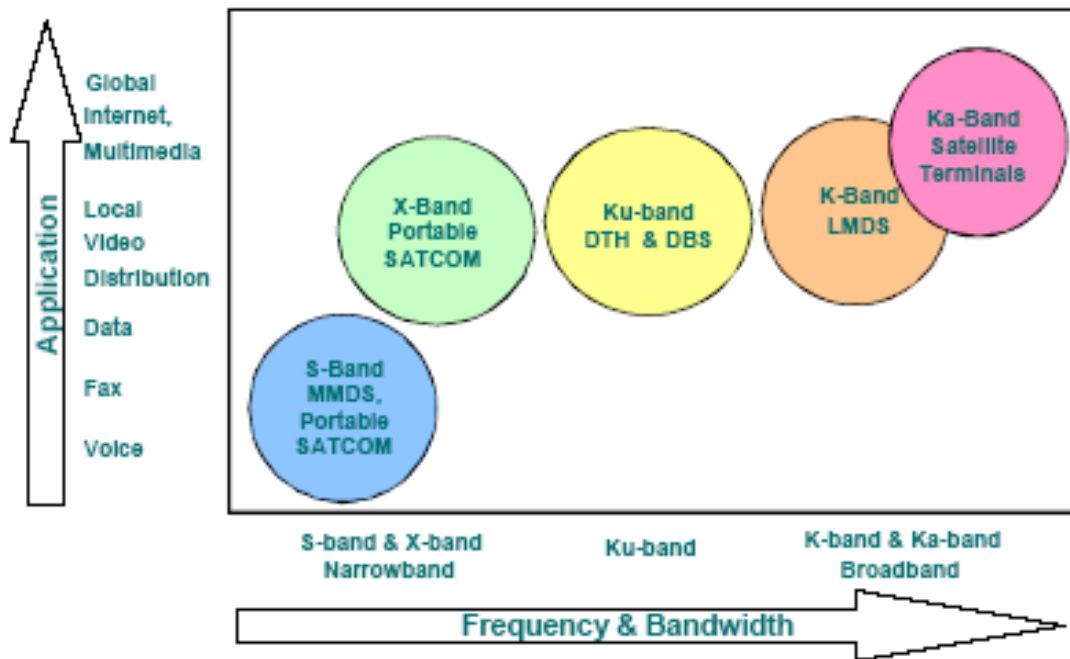 Global
Internet,
Multimedia
Local
Video
Distribution
Data
Fax
Voice
Application
X-Band
Portable
SATCOM
Ku-band
DTH & DBS
K-Band
LMDS
Ka-Band
Satellite
Terminals
S-Band
MMDS,
Portable
SATCOM
S-band & X-band
Narrowband
Ku-band
K-band & Ka-band
Broadband
Frequency & Bandwidth